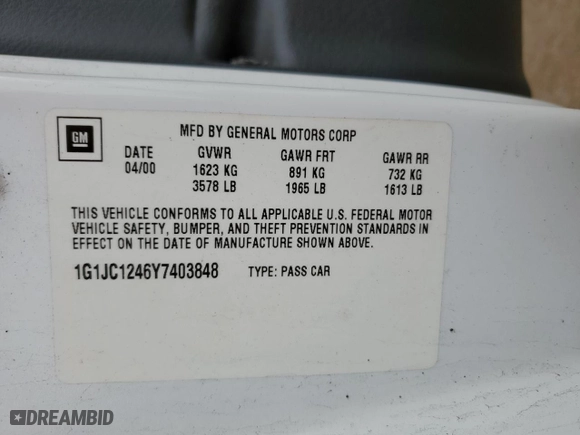 GM
MFD BY GENERAL MOTORS CORP
DATE GVWR GAWR FRT GAWR RR
04/00 1623 KG 891 KG 732 KG
3578 LB 1965 LB 1613 LB
THIS VEHICLE CONFORMS TO ALL APPLICABLE U.S. FEDERAL MOTOR
VEHICLE SAFETY, BUMPER, AND THEFT PREVENTION STANDARDS IN
EFFECT ON THE DATE OF MANUFACTURE SHOWN ABOVE.
1G1JC1246Y7403848 TYPE: PASS CAR
DREAMBID